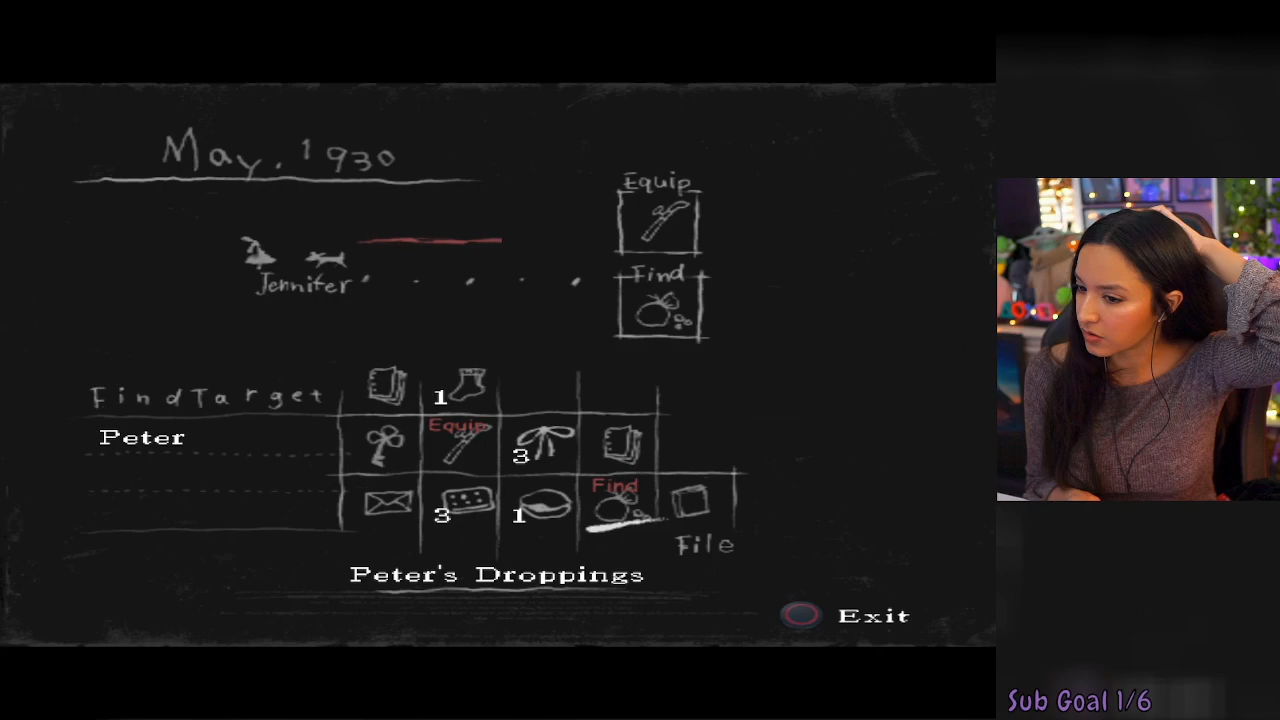 May. 1930
Equip
Find
Jennifer
FindTarget
1
Peter
Equip
3
Find
3
1
File
Peter's Droppings
Exit
Sub Goal 1/6